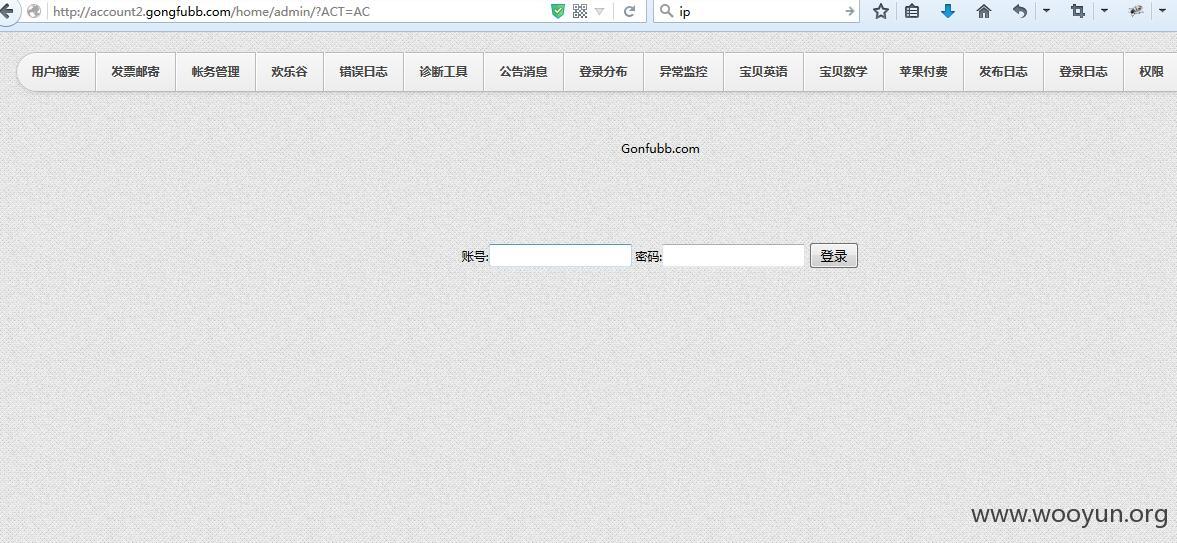 http://account2.gongfubb.com/home/admin/?ACT=AC ip
用户摘要 发票邮寄 帐务管理 欢乐谷 错误日志 诊断工具 公告消息 登录分布 异常监控 宝贝英语 宝贝数学 苹果付费 发布日志 登录日志 权限
Gonfubb.com
账号: 密码: 登录
www.wooyun.org